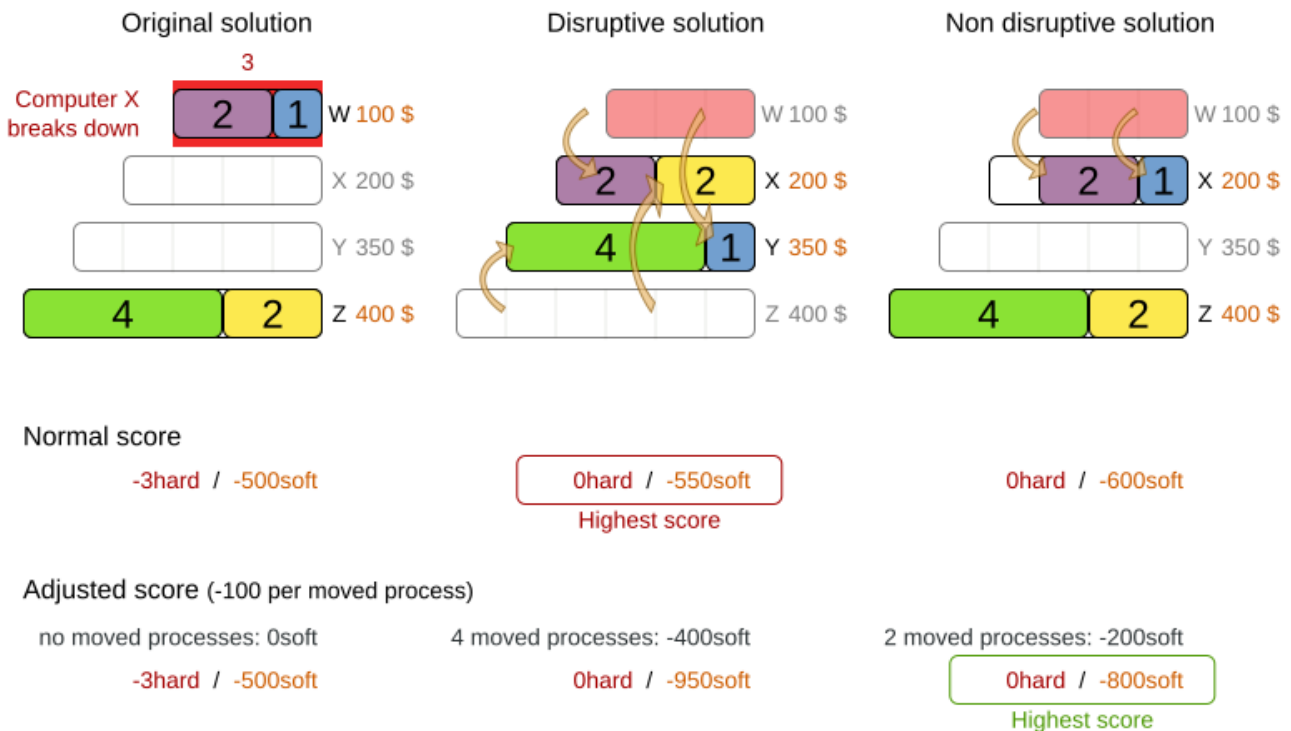 Original solution
Disruptive solution
Non disruptive solution
3
Computer X
breaks down
2 1 W 100 $
X 200 $
Y 350 $
4 2 Z 400 $
W 100 $
2 2 X 200 $
4 1 Y 350 $
Z 400 $
W 100 $
2 1 X 200 $
Y 350 $
4 2 Z 400 $
Normal score
-3hard / -500soft
0hard / -550soft
Highest score
0hard / -600soft
Adjusted score (-100 per moved process)
no moved processes: 0soft
-3hard / -500soft
4 moved processes: -400soft
0hard / -950soft
2 moved processes: -200soft
0hard / -800soft
Highest score